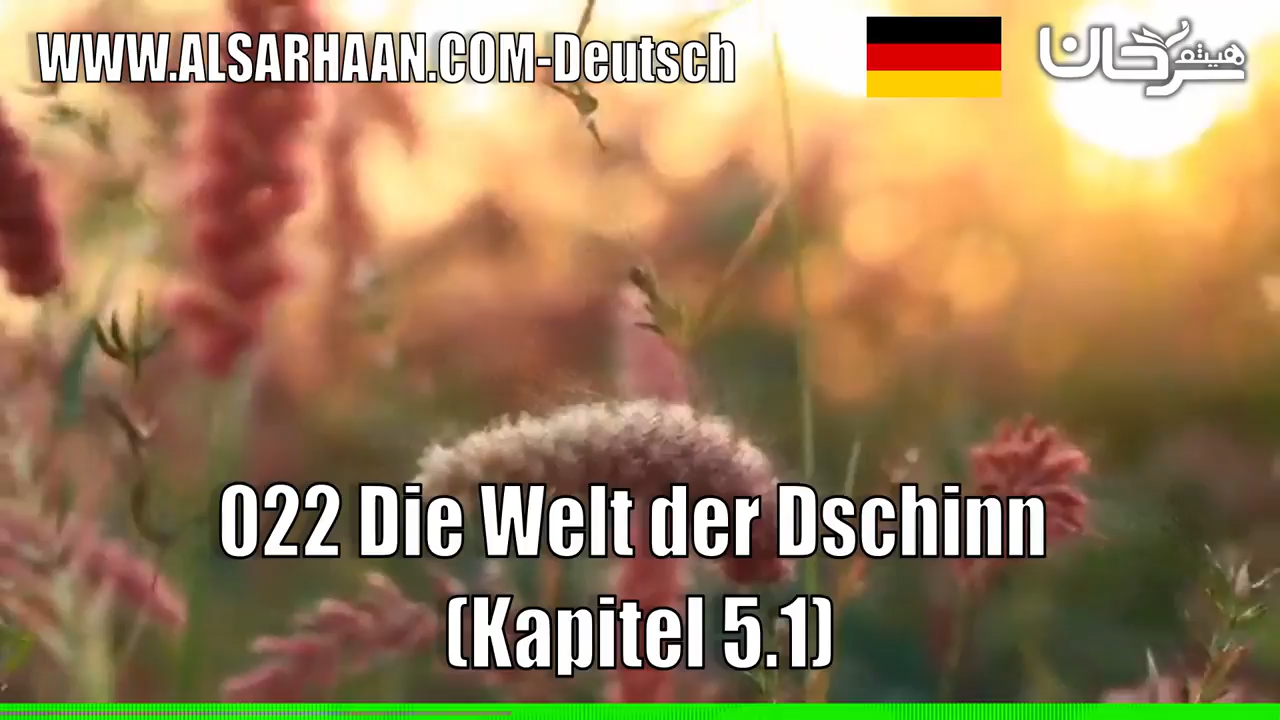 WWW.ALSARHAAN.COM-Deutsch
هيثم سرحان
022 Die Welt der Dschinn
(Kapitel 5.1)